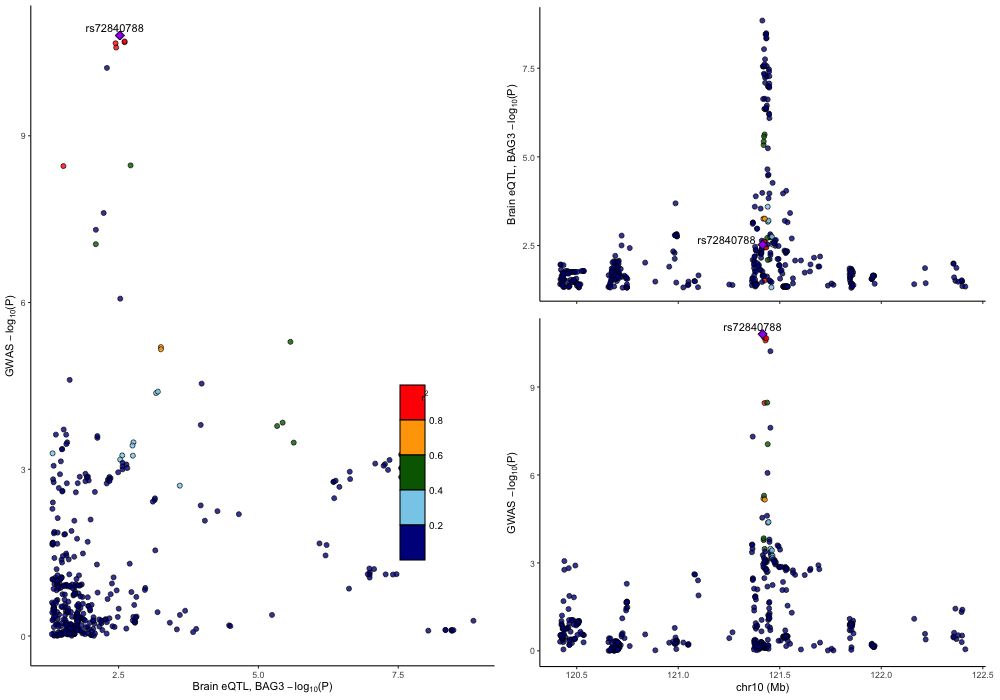 rs72840788
9
6
3
0
GWAS −log10(P)
2.5
5.0
7.5
Brain eQTL, BAG3 −log10(P)
r2
0.8
0.6
0.4
0.2
7.5
5.0
2.5
Brain eQTL, BAG3 −log10(P)
rs72840788
rs72840788
9
6
3
0
GWAS −log10(P)
120.5
121.0
121.5
122.0
122.5
chr10 (Mb)